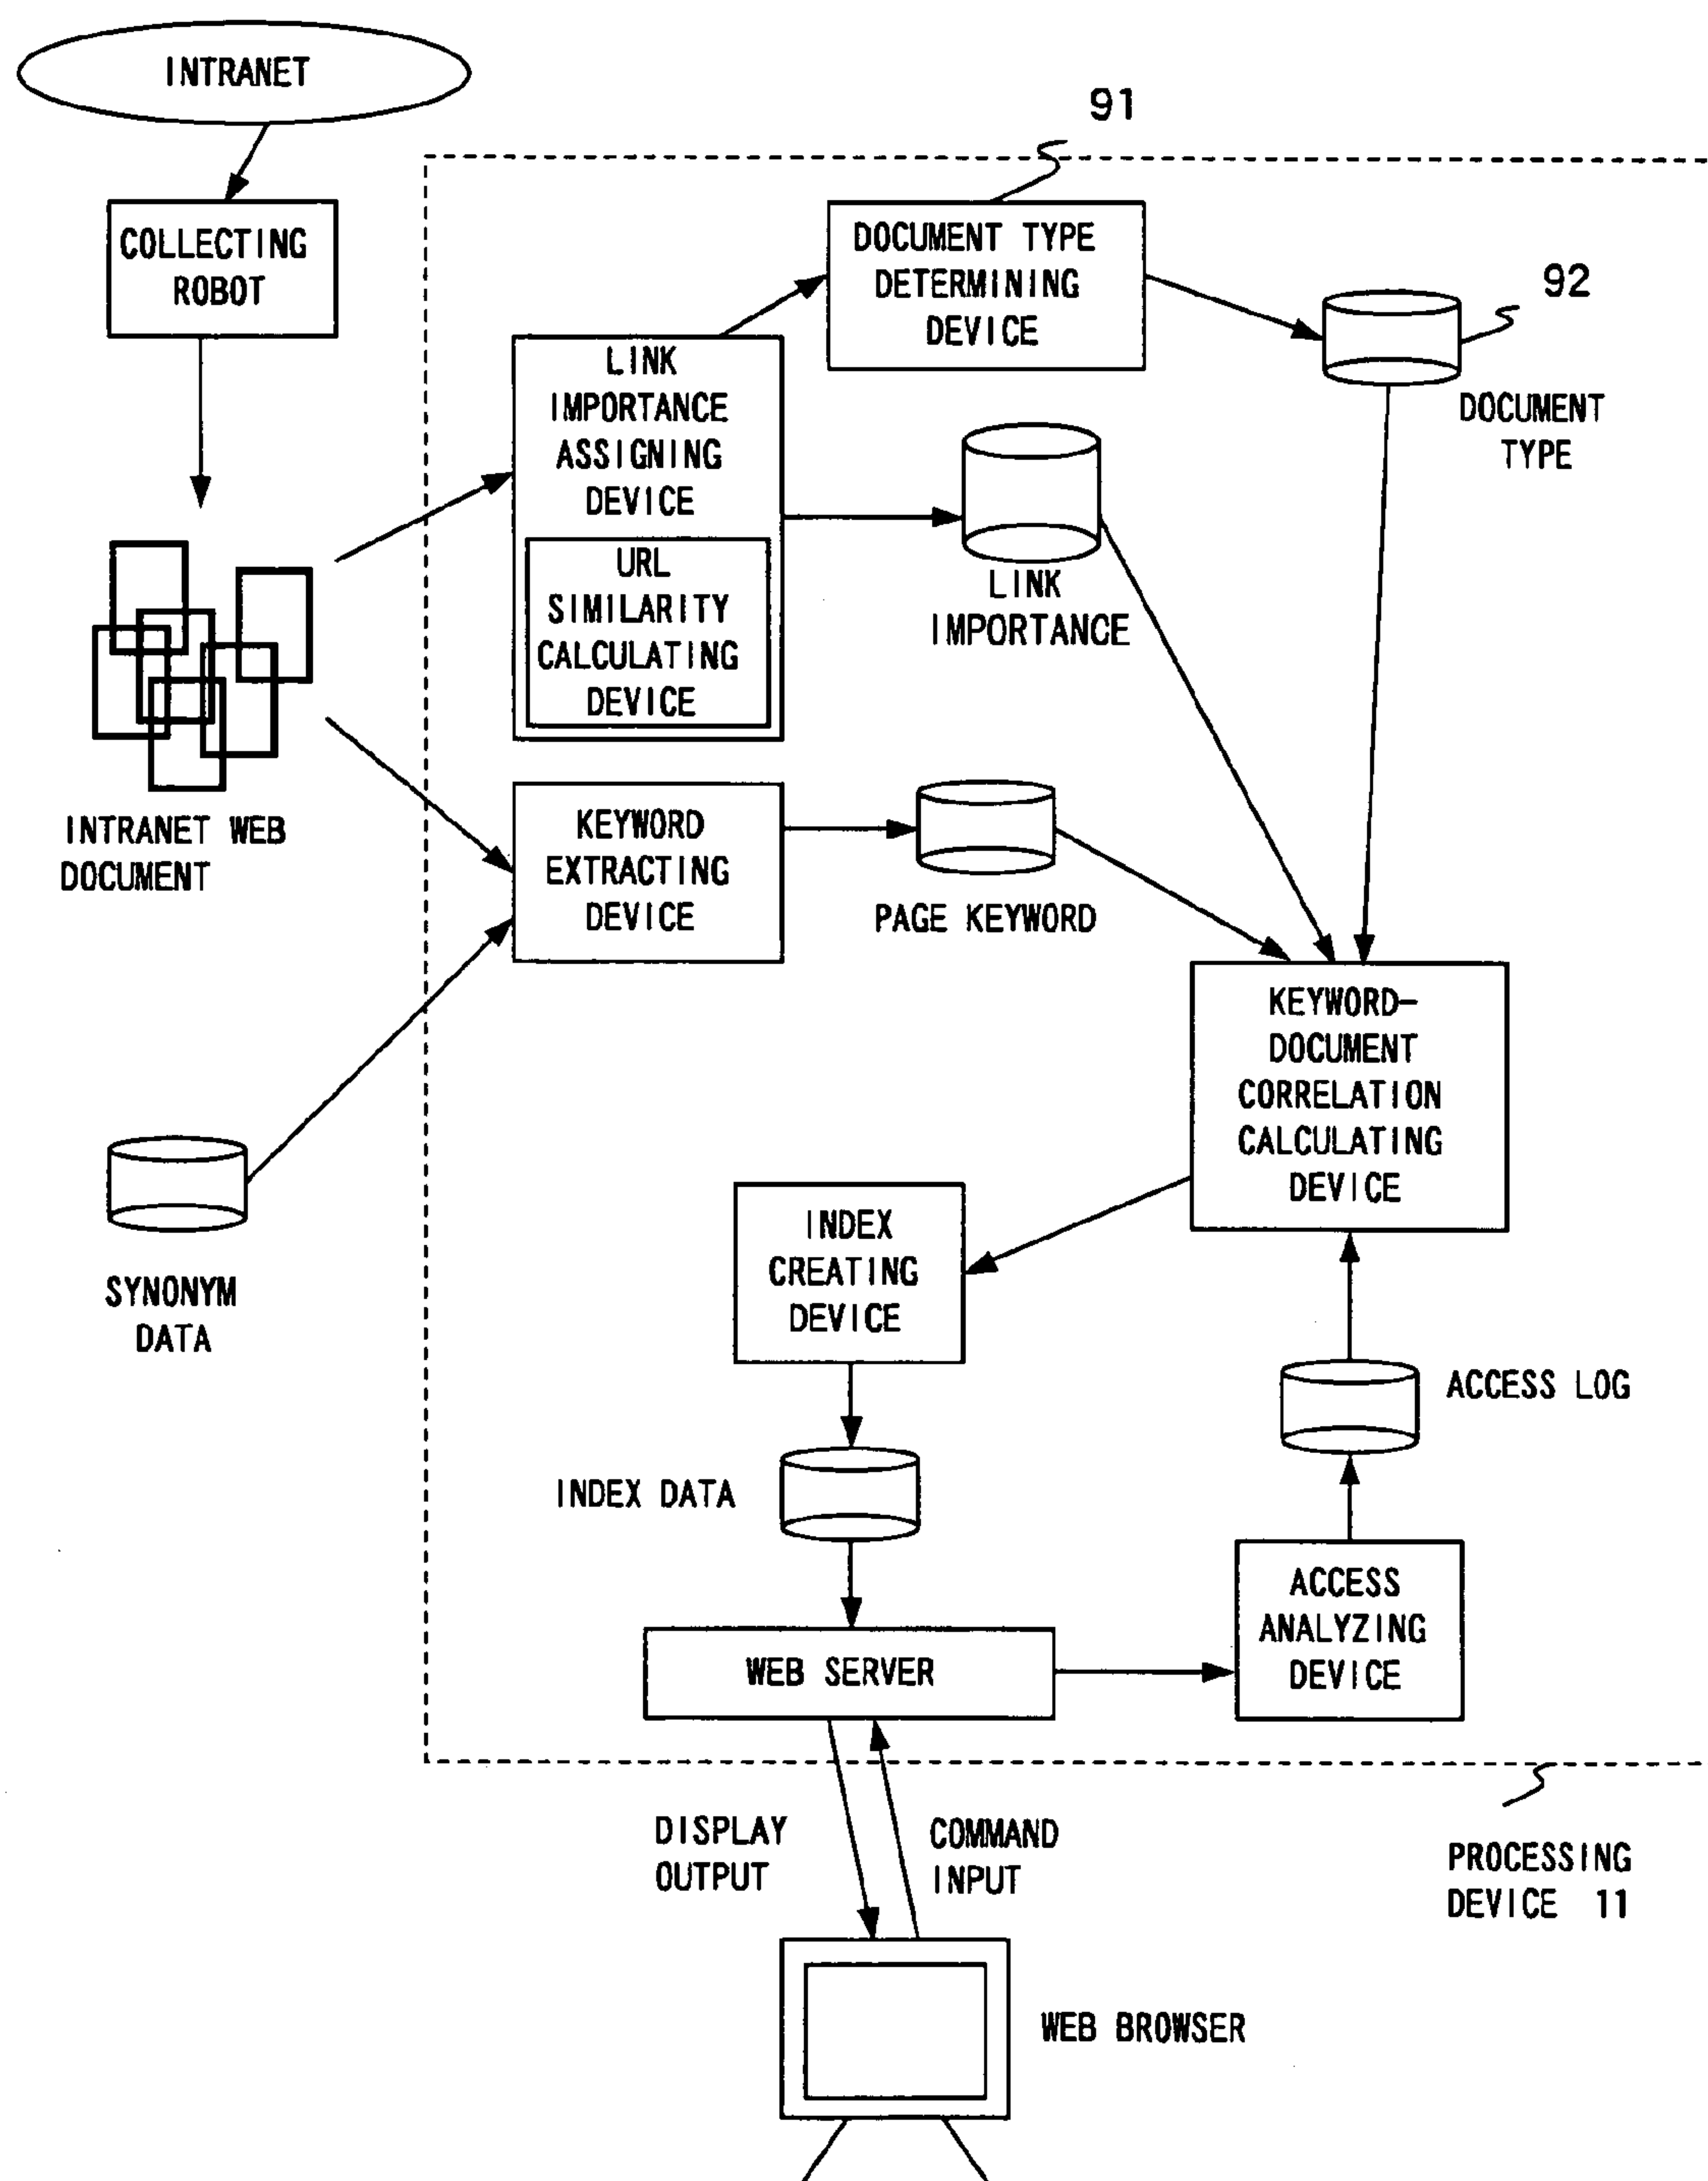 INTRANET
COLLECTING
ROBOT
91
DOCUMENT TYPE
DETERMINING
DEVICE
92
DOCUMENT
TYPE
LINK
IMPORTANCE
ASSIGNING
DEVICE
URL
SIMILARITY
CALCULATING
DEVICE
LINK
IMPORTANCE
INTRANET WEB
DOCUMENT
KEYWORD
EXTRACTING
DEVICE
PAGE KEYWORD
KEYWORD-
DOCUMENT
CORRELATION
CALCULATING
DEVICE
SYNONYM
DATA
INDEX
CREATING
DEVICE
ACCESS LOG
INDEX DATA
ACCESS
ANALYZING
DEVICE
WEB SERVER
DISPLAY
OUTPUT
COMMAND
INPUT
PROCESSING
DEVICE 11
WEB BROWSER